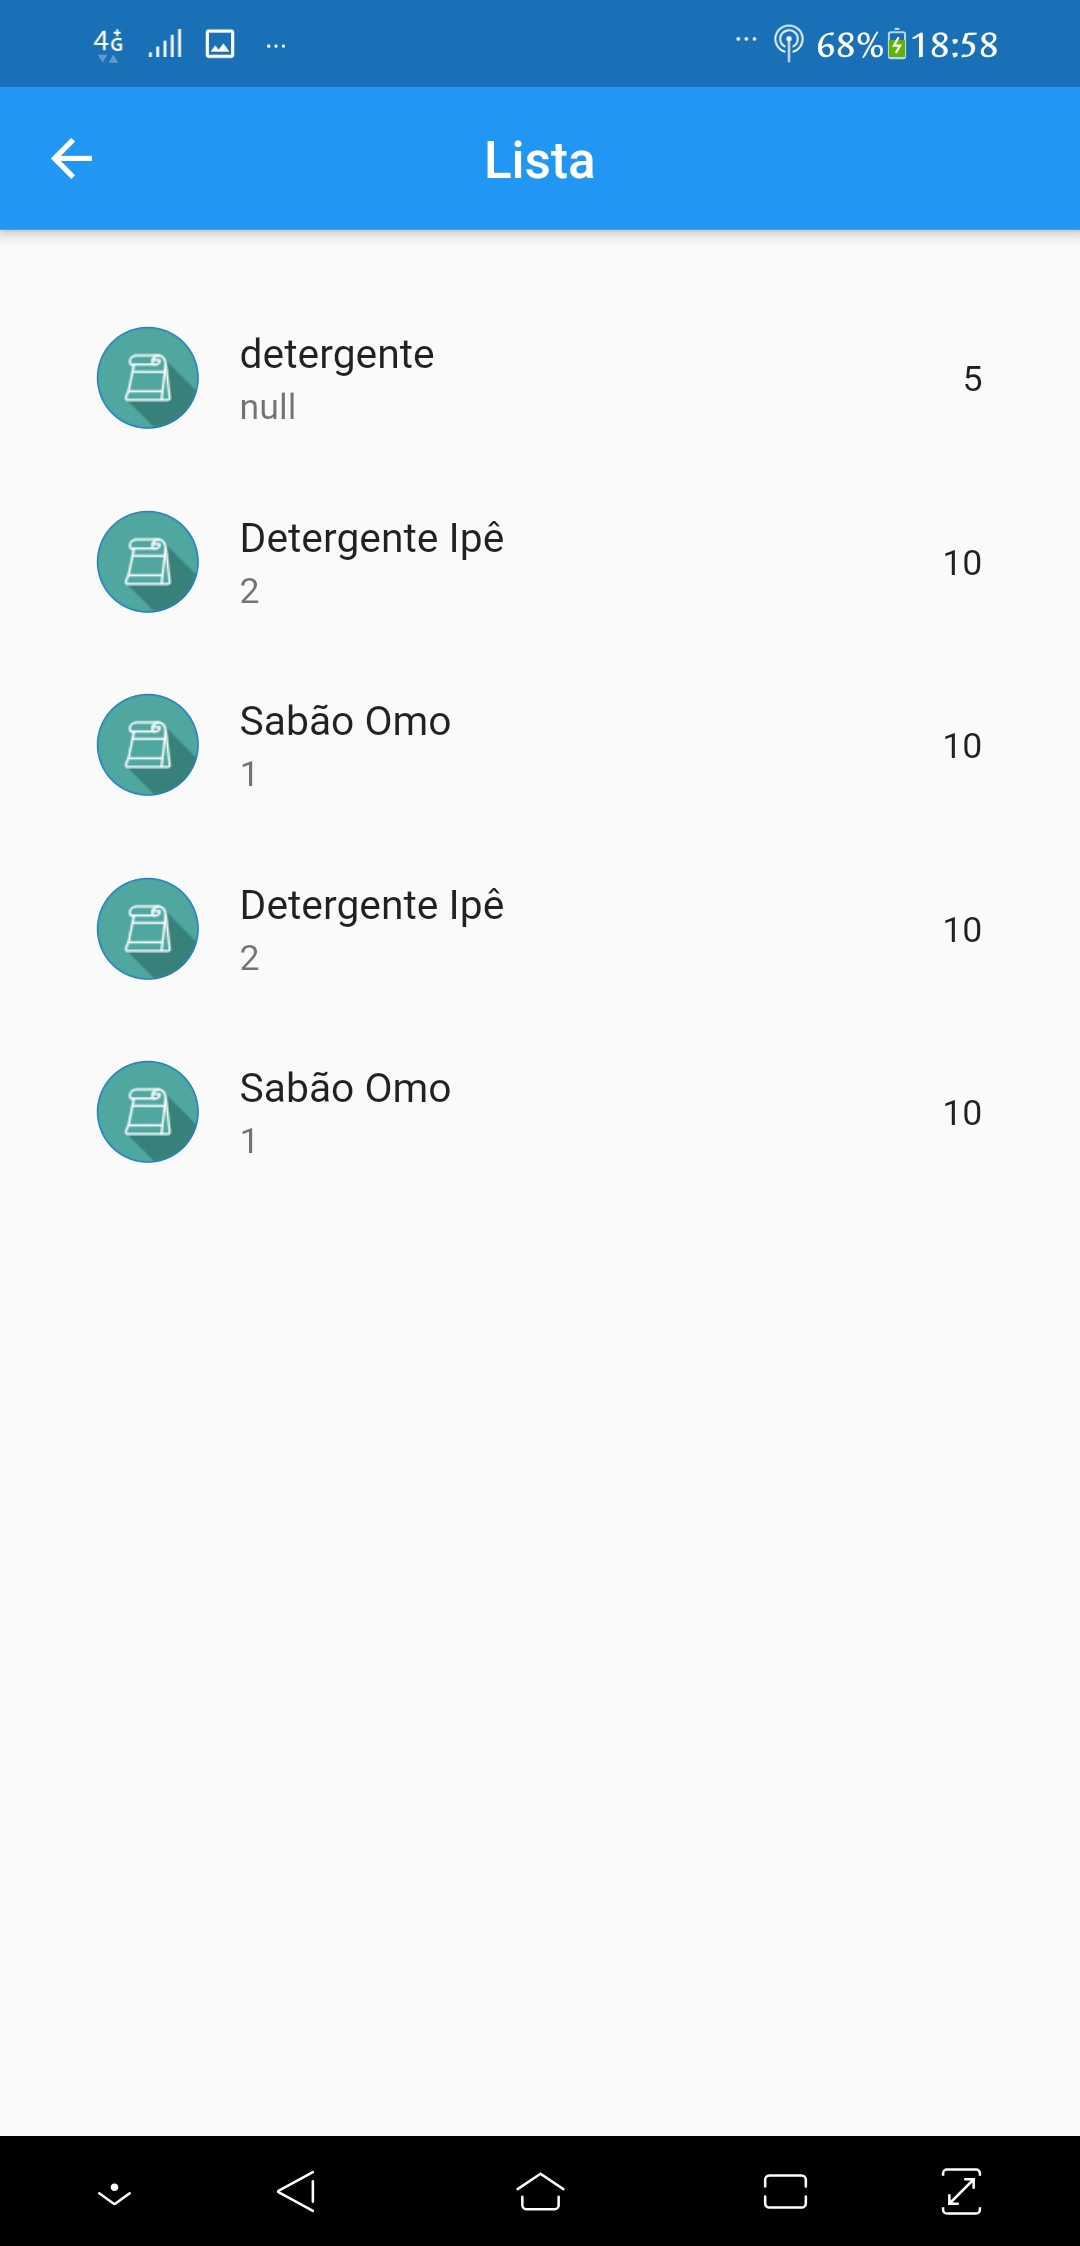 4G+ ... ... 68% 18:58
Lista
detergente
null
5
Detergente Ipê
2
10
Sabão Omo
1
10
Detergente Ipê
2
10
Sabão Omo
1
10